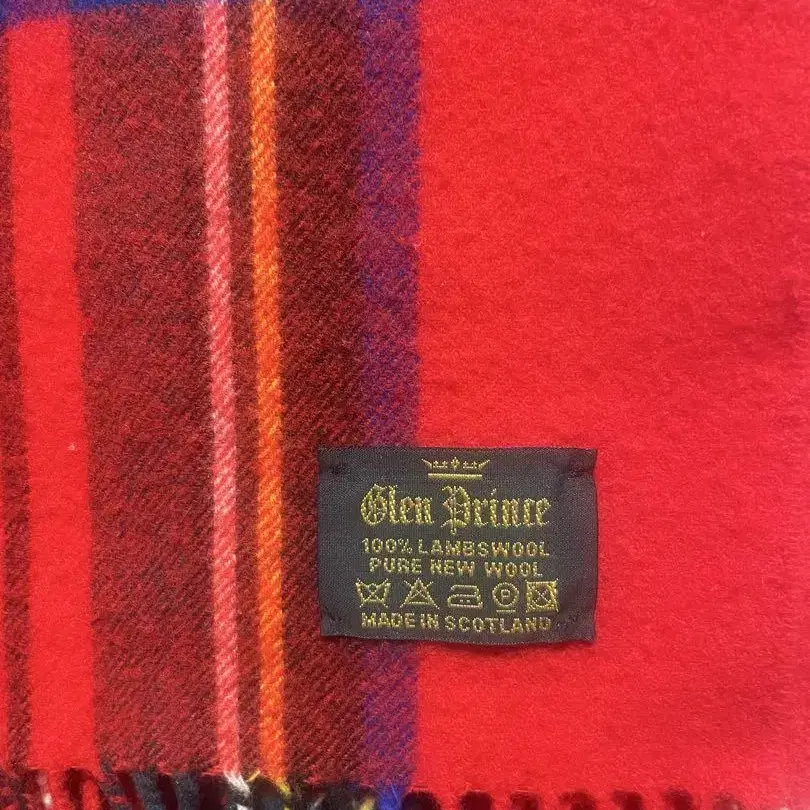 Glen Prince
100% LAMBSWOOL
PURE NEW WOOL
P
MADE IN SCOTLAND